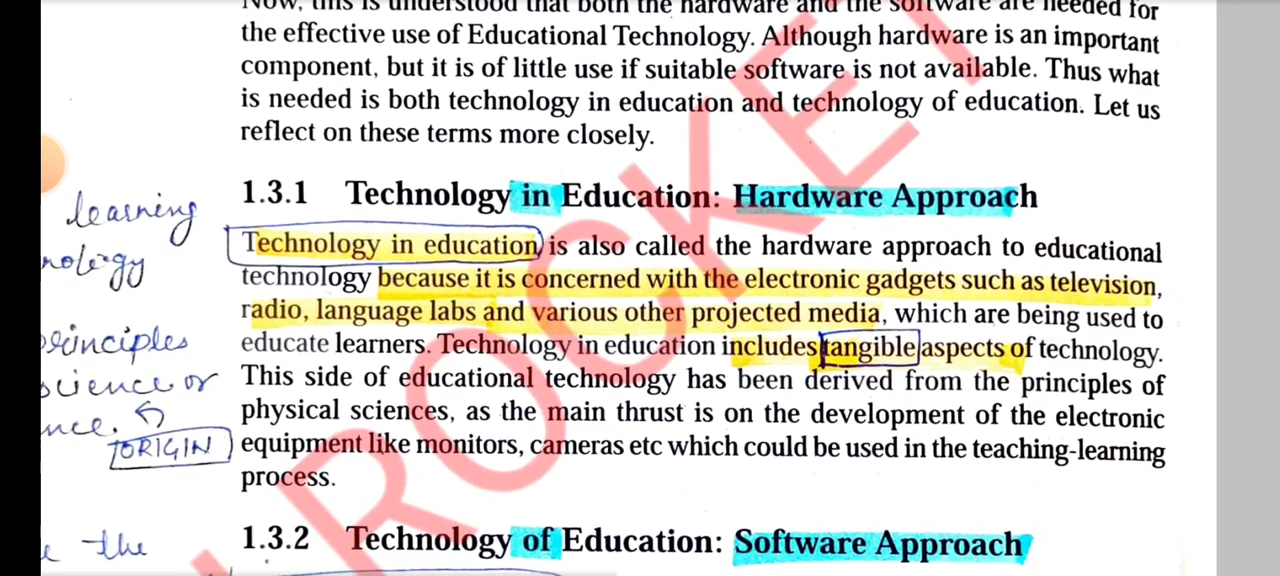 Now, this is understood that both the hardware and the software are needed for
the effective use of Educational Technology. Although hardware is an important
component, but it is of little use if suitable software is not available. Thus what
is needed is both technology in education and technology of education. Let us
reflect on these terms more closely.
1.3.1 Technology in Education: Hardware Approach
Technology in education is also called the hardware approach to educational
technology because it is concerned with the electronic gadgets such as television,
radio, language labs and various other projected media, which are being used to
educate learners. Technology in education includes tangible aspects of technology.
This side of educational technology has been derived from the principles of
physical sciences, as the main thrust is on the development of the electronic
equipment like monitors, cameras etc which could be used in the teaching-learning
process.
1.3.2 Technology of Education: Software Approach
learning
nology
principles
science or
nce.
ORIGIN
the
ROCKET